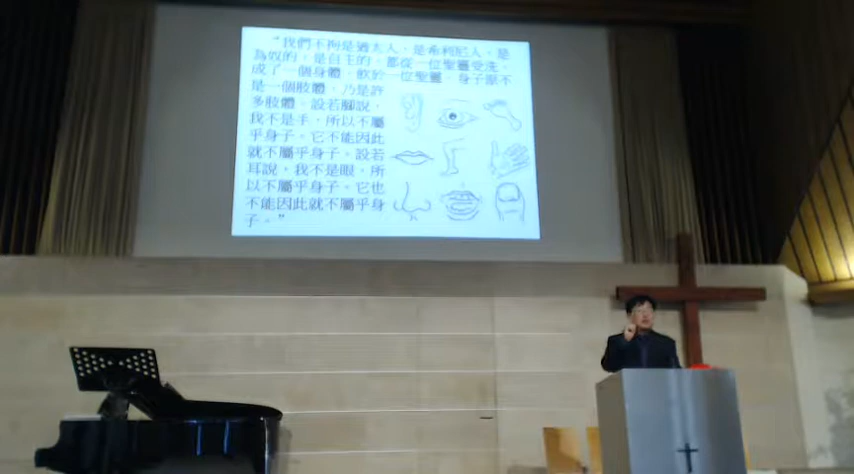 “我們不拘是猶太人，是希利尼人，是
為奴的，是自主的，都從一位聖靈受洗，
成了一個身體，飲於一位聖靈。身子原不
是一個肢體，乃是許
多肢體。設若腳說，
我不是手，所以不屬
乎身子。它不能因此
就不屬乎身子。設若
耳說，我不是眼，所
以不屬乎身子。它也
不能因此就不屬乎身
子。”